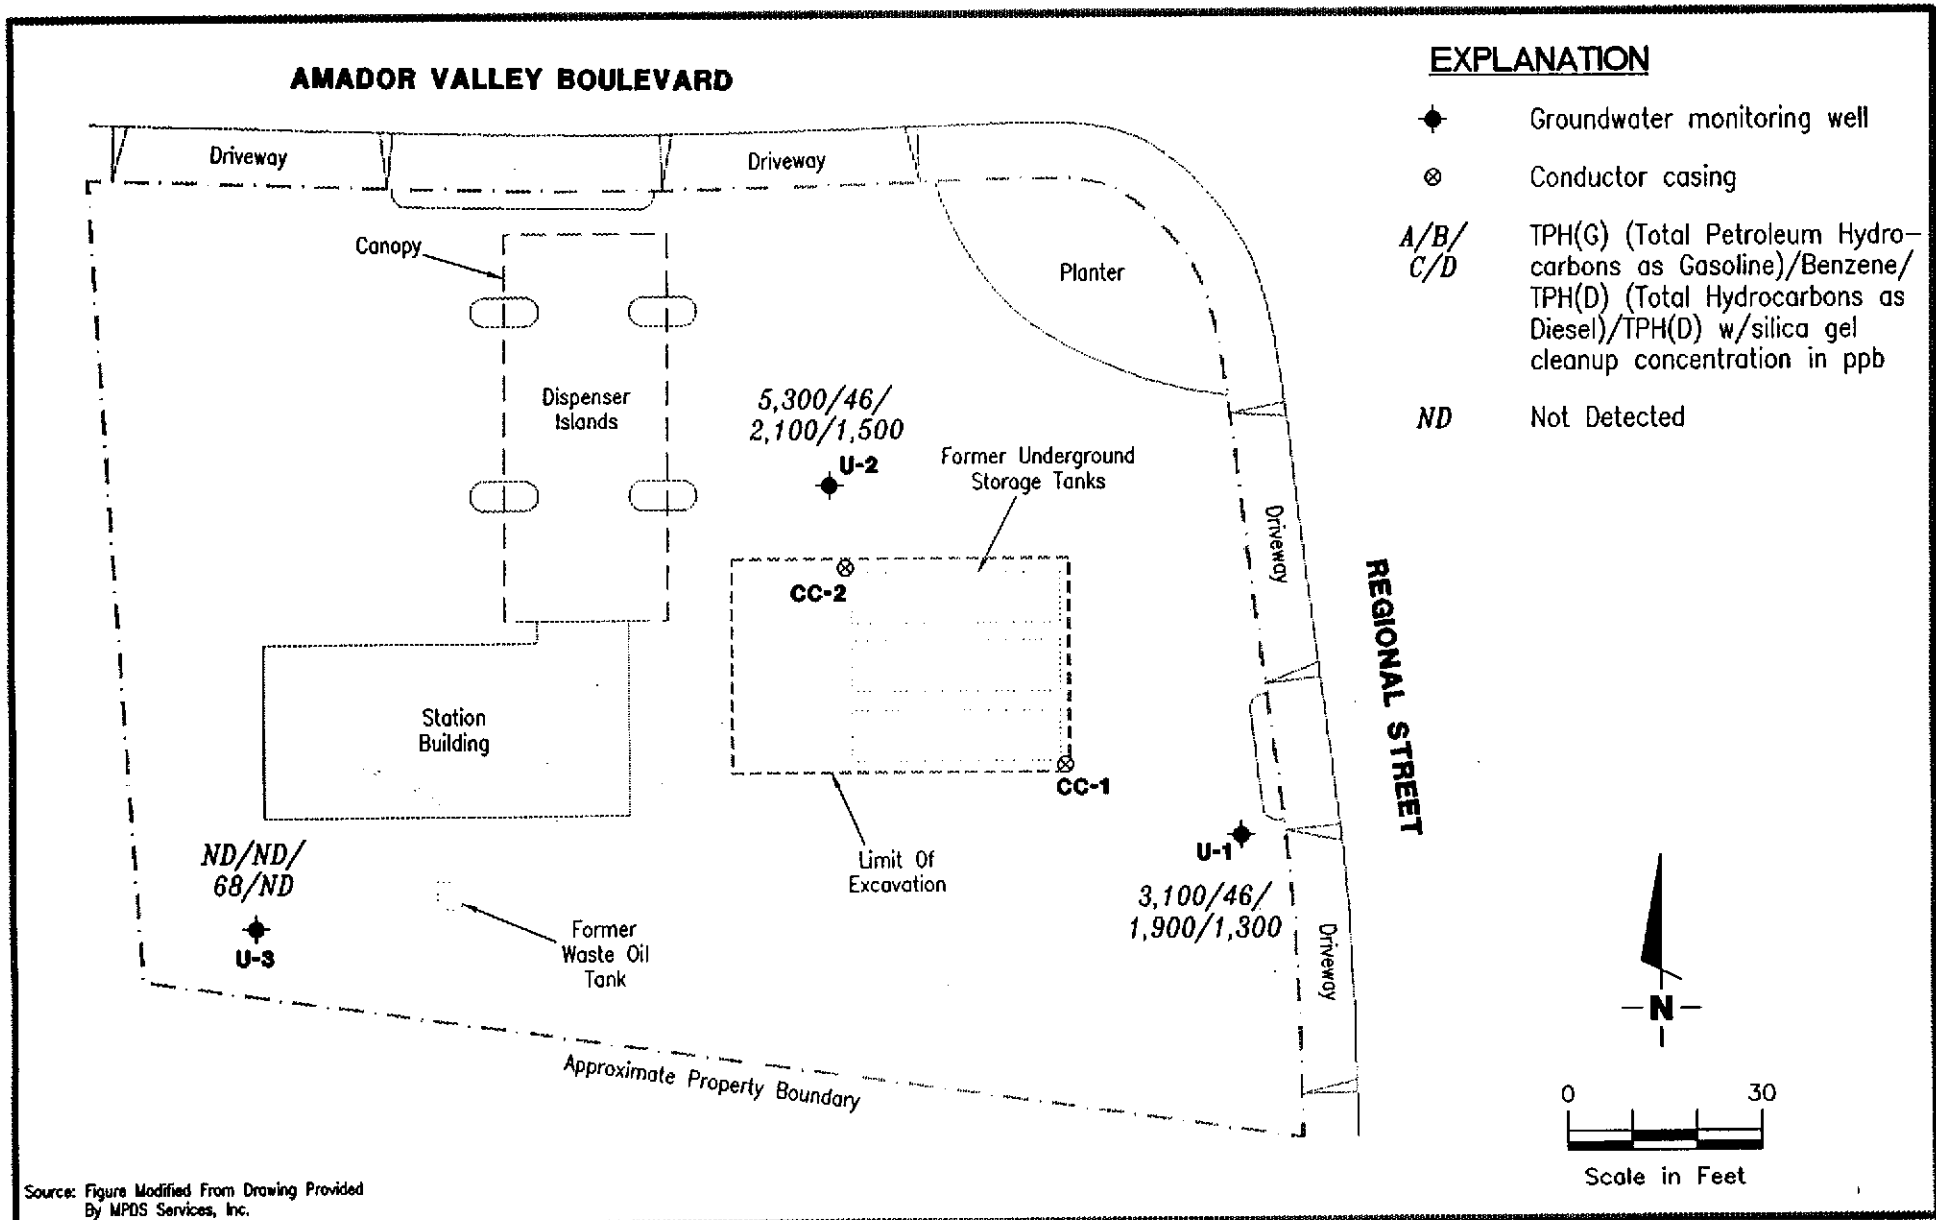 AMADOR VALLEY BOULEVARD
EXPLANATION
Groundwater monitoring well
Conductor casing
A/B/
C/D
TPH(G) (Total Petroleum Hydro-
carbons as Gasoline)/Benzene/
TPH(D) (Total Hydrocarbons as
Diesel)/TPH(D) w/silica gel
cleanup concentration in ppb
ND
Not Detected
Driveway
Driveway
Canopy
Planter
Dispenser
Islands
5,300/46/
2,100/1,500
U-2
Former Underground
Storage Tanks
Driveway
REGIONAL STREET
CC-2
Station
Building
CC-1
Limit Of
Excavation
U-1
3,100/46/
1,900/1,300
Driveway
ND/ND/
68/ND
U-3
Former
Waste Oil
Tank
Approximate Property Boundary
N
0 30
Scale in Feet
Source: Figure Modified From Drawing Provided
By MPDS Services, Inc.